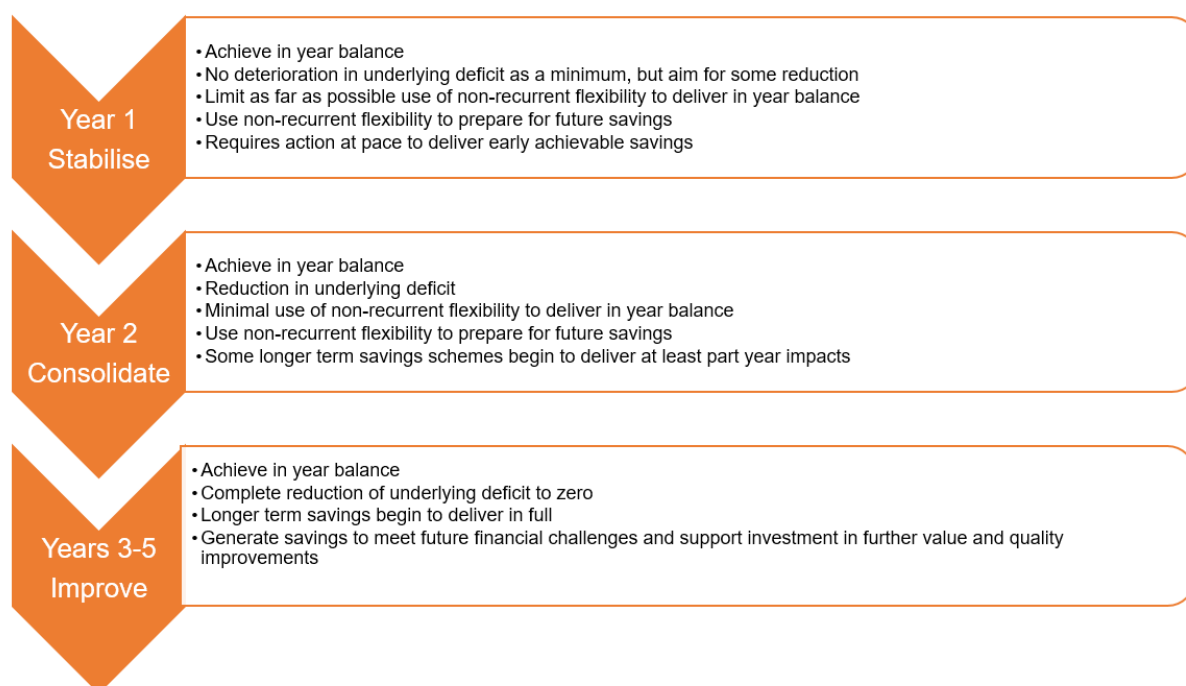 Year 1
Stabilise
•Achieve in year balance
•No deterioration in underlying deficit as a minimum, but aim for some reduction
•Limit as far as possible use of non-recurrent flexibility to deliver in year balance
•Use non-recurrent flexibility to prepare for future savings
•Requires action at pace to deliver early achievable savings
Year 2
Consolidate
•Achieve in year balance
•Reduction in underlying deficit
•Minimal use of non-recurrent flexibility to deliver in year balance
•Use non-recurrent flexibility to prepare for future savings
•Some longer term savings schemes begin to deliver at least part year impacts
Years 3-5
Improve
•Achieve in year balance
•Complete reduction of underlying deficit to zero
•Longer term savings begin to deliver in full
•Generate savings to meet future financial challenges and support investment in further value and quality
improvements